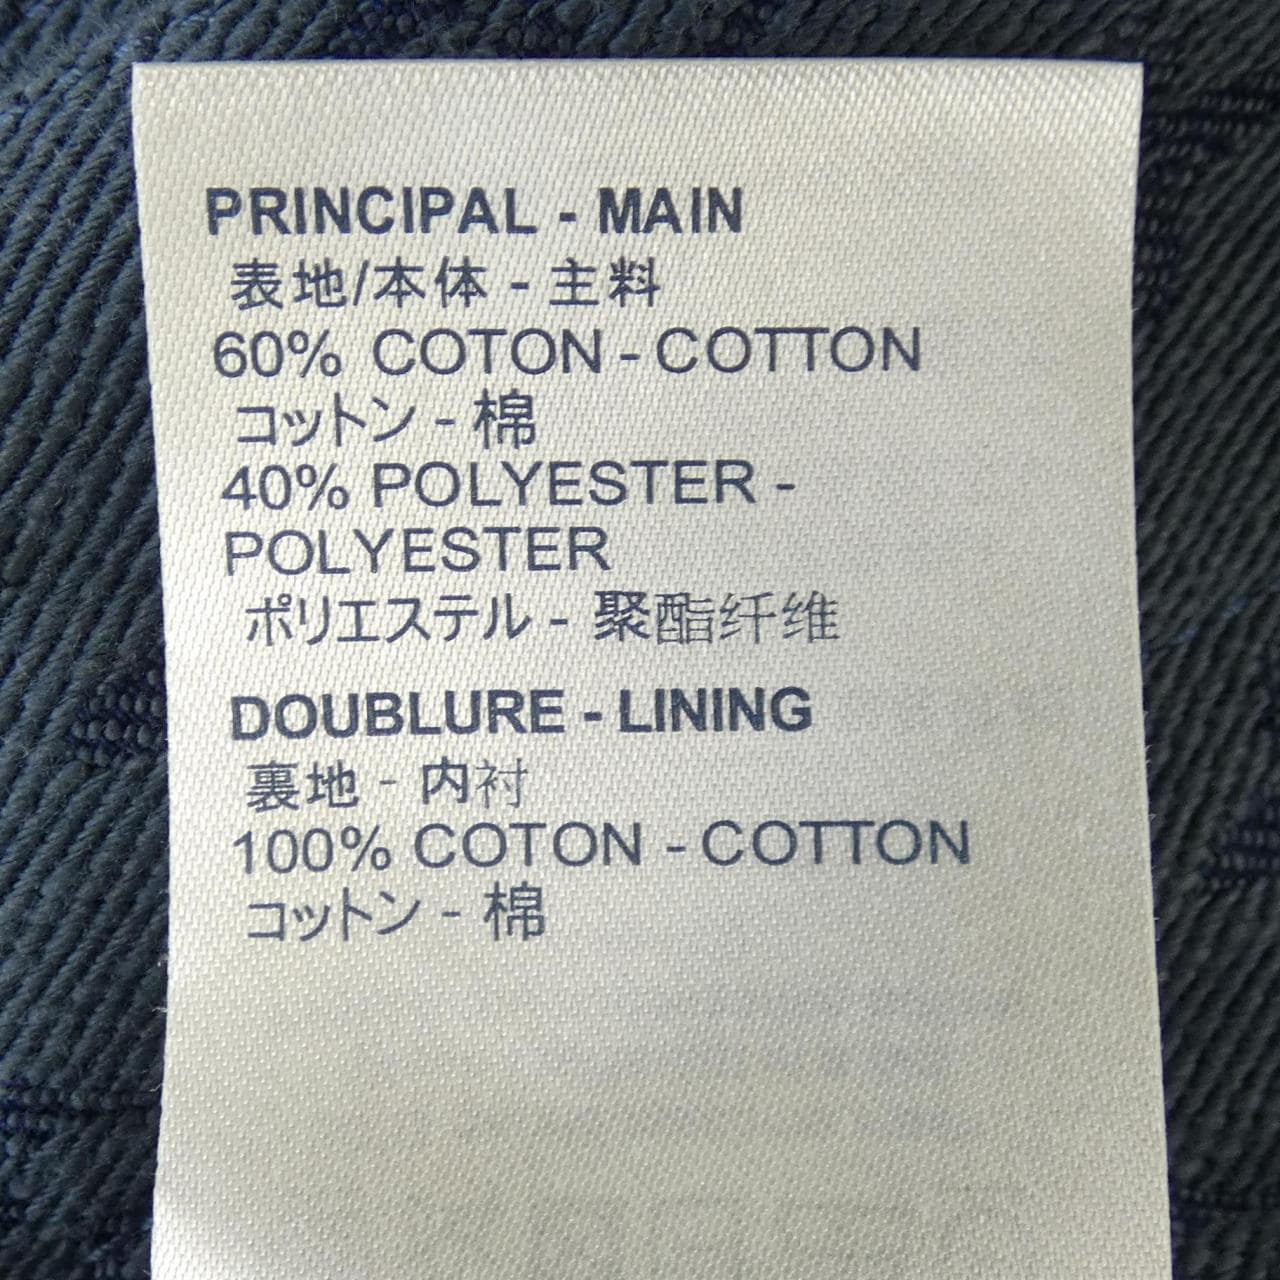 PRINCIPAL - MAIN
表地/本体 - 主料
60% COTON - COTTON
コットン - 棉
40% POLYESTER -
POLYESTER
ポリエステル - 聚酯纤维
DOUBLURE - LINING
裏地 - 内衬
100% COTON - COTTON
コットン - 棉